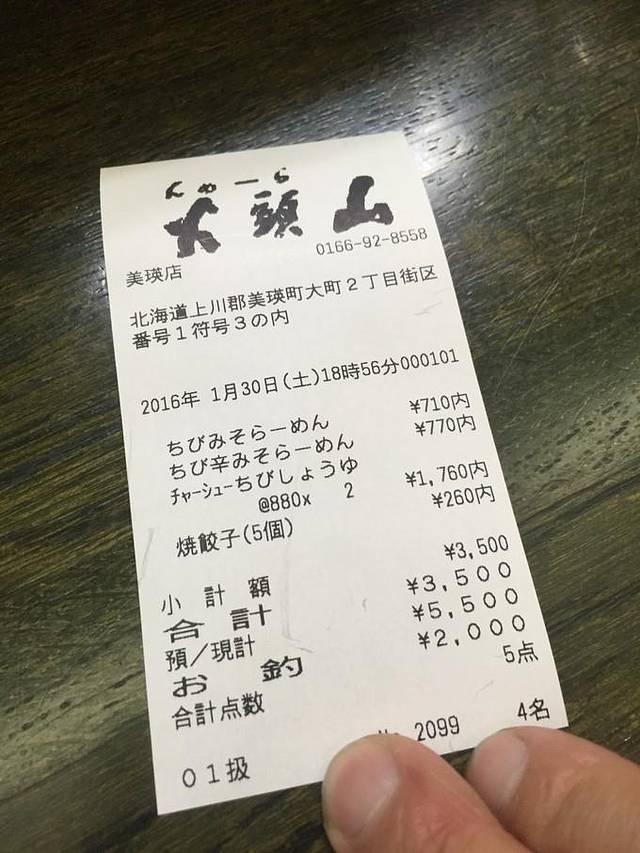 らーめん
大頭山
0166-92-8558
美瑛店
北海道上川郡美瑛町大町2丁目街区
番号1符号3の内
2016年 1月30日(土)18時56分000101
ちびみそらーめん ¥710内
ちび辛みそらーめん ¥770内
ﾁｬｰｼｭｰちびしょうゆ
@880x 2 ¥1,760内
焼餃子(5個) ¥260内
小計額 ¥3,500
合計 ¥3,500
預/現計 ¥5,500
お釣 ¥2,000
合計点数 5点
2099 4名
01扱